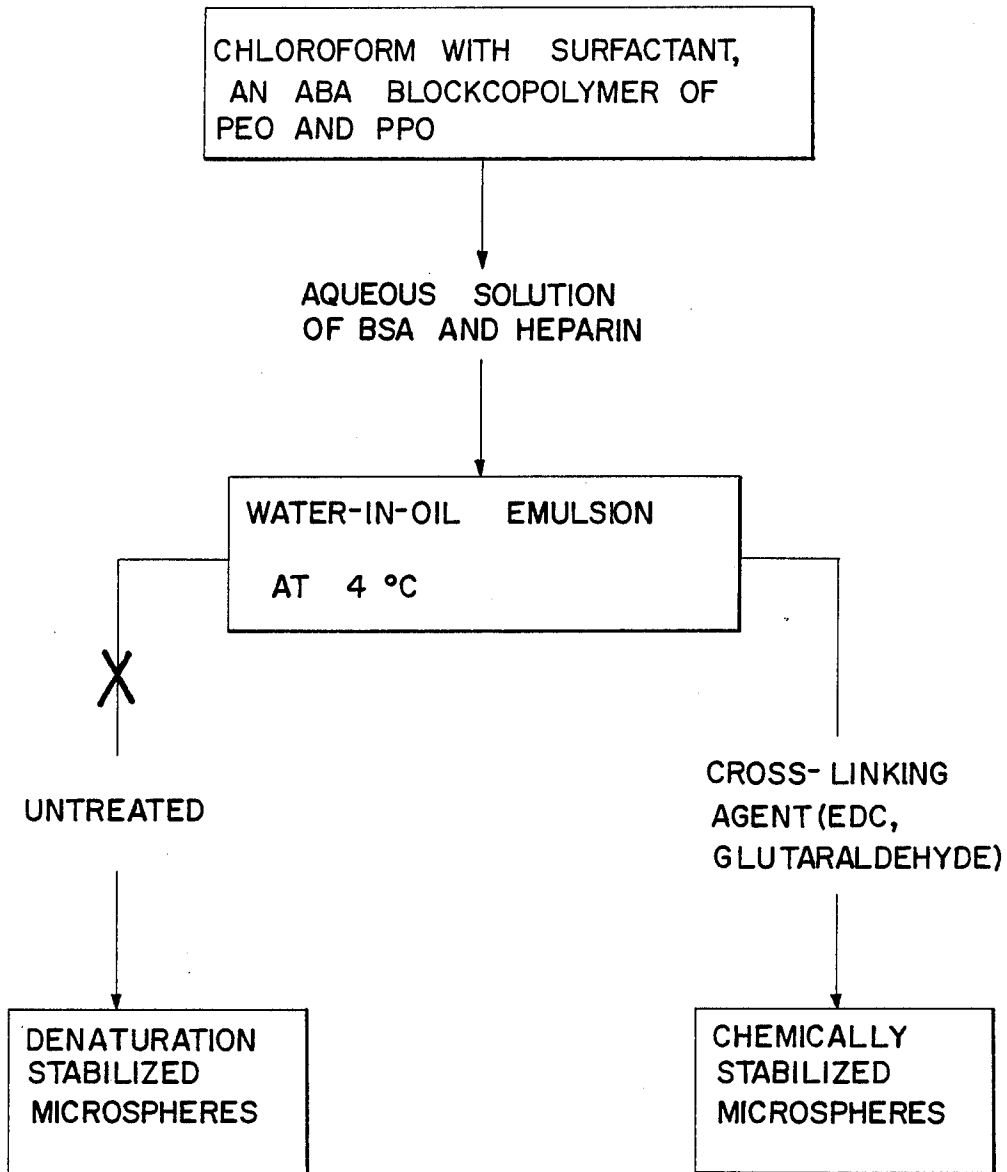 CHLOROFORM WITH SURFACTANT,
AN ABA BLOCKCOPOLYMER OF
PEO AND PPO
AQUEOUS SOLUTION
OF BSA AND HEPARIN
WATER-IN-OIL EMULSION
AT 4 °C
UNTREATED
CROSS-LINKING
AGENT (EDC,
GLUTARALDEHYDE)
DENATURATION
STABILIZED
MICROSPHERES
CHEMICALLY
STABILIZED
MICROSPHERES